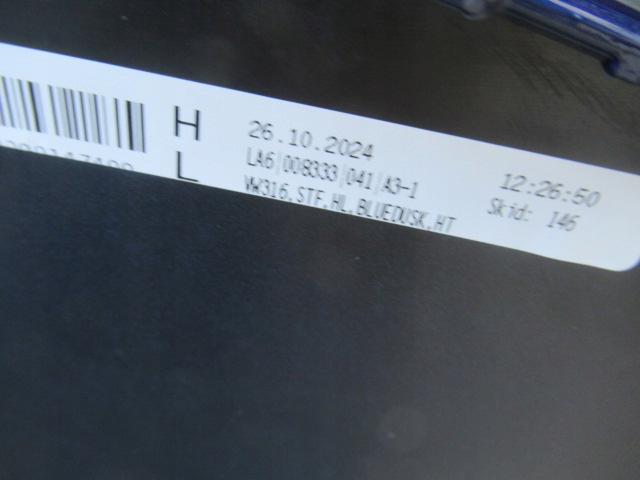 H
L
26.10.2024
LA6|008333|041|A3-1
VW316.STF.HL.BLUEDUSK.HT
12:26:50
Skid: 146